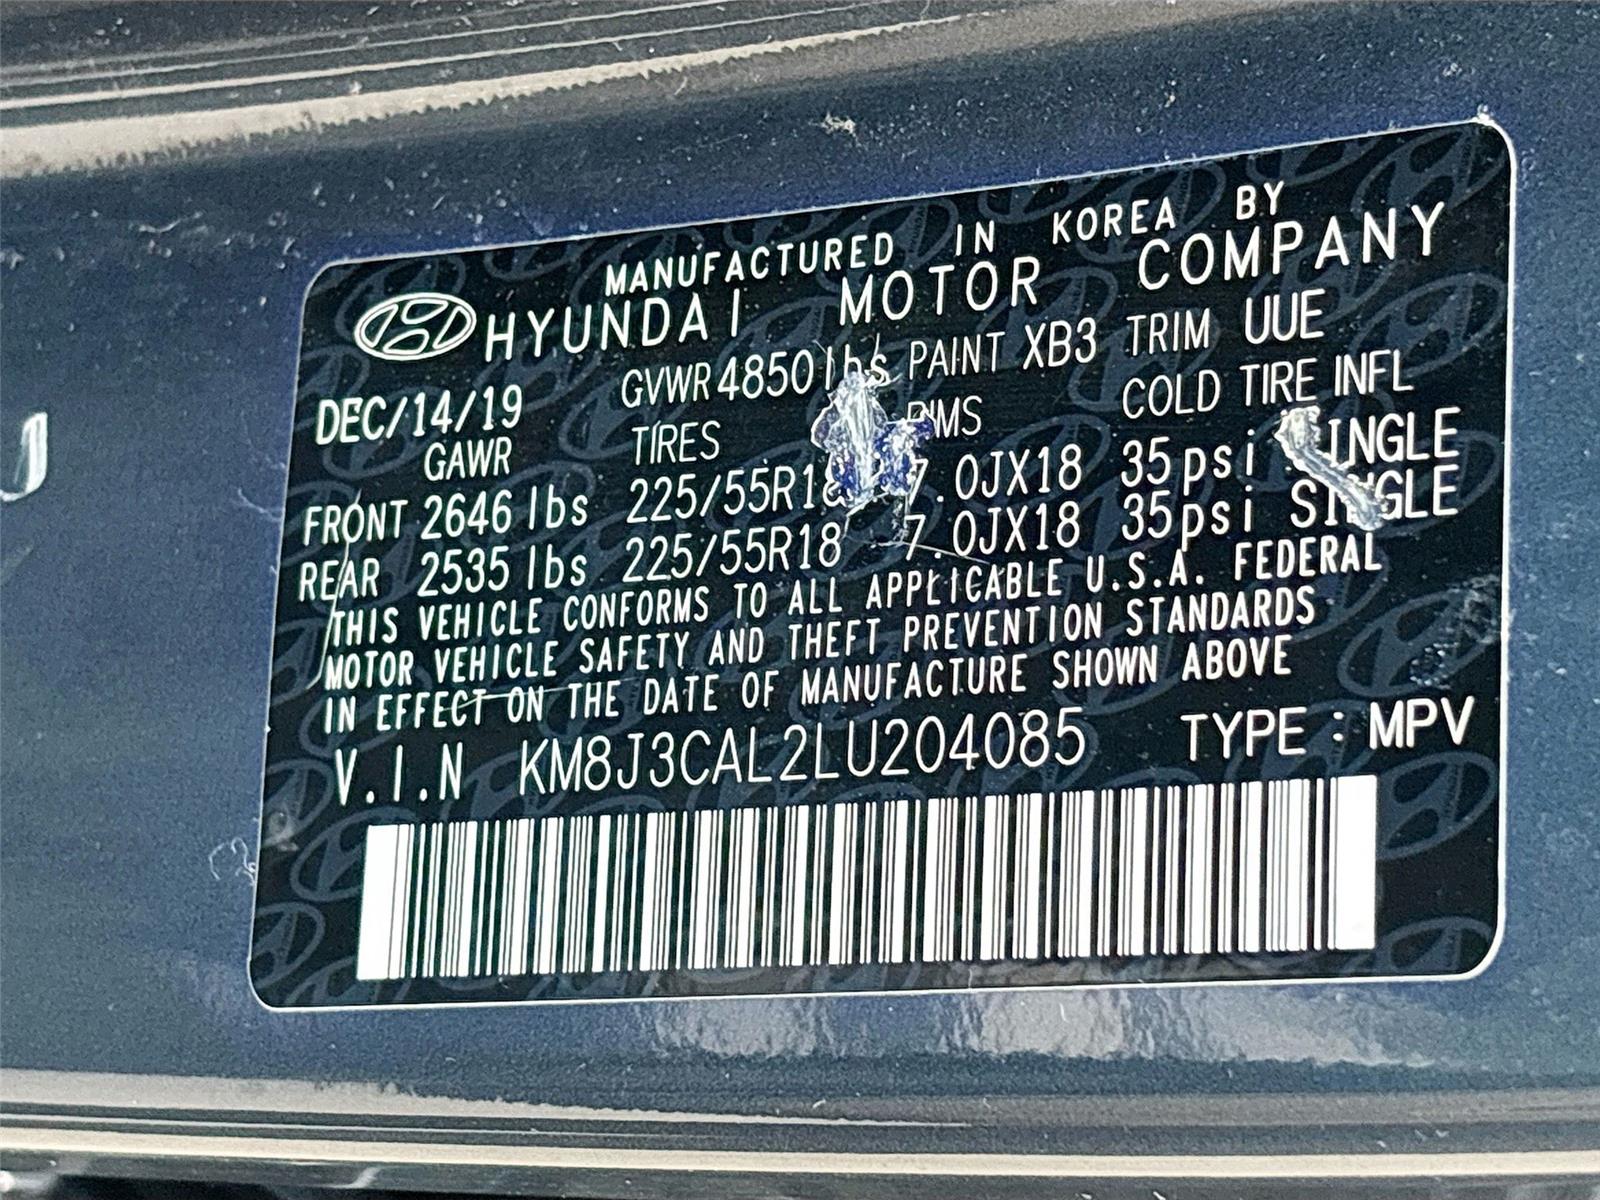 MANUFACTURED IN KOREA BY
HYUNDAI MOTOR COMPANY
DEC/14/19 GVWR 4850 lbs PAINT XB3 TRIM UUE
GAWR TIRES RIMS COLD TIRE INFL
FRONT 2646 lbs 225/55R18 7.0JX18 35psi SINGLE
REAR 2535 lbs 225/55R18 7.0JX18 35psi SINGLE
THIS VEHICLE CONFORMS TO ALL APPLICABLE U.S.A. FEDERAL
MOTOR VEHICLE SAFETY AND THEFT PREVENTION STANDARDS
IN EFFECT ON THE DATE OF MANUFACTURE SHOWN ABOVE
V.I.N KM8J3CAL2LU204085 TYPE : MPV